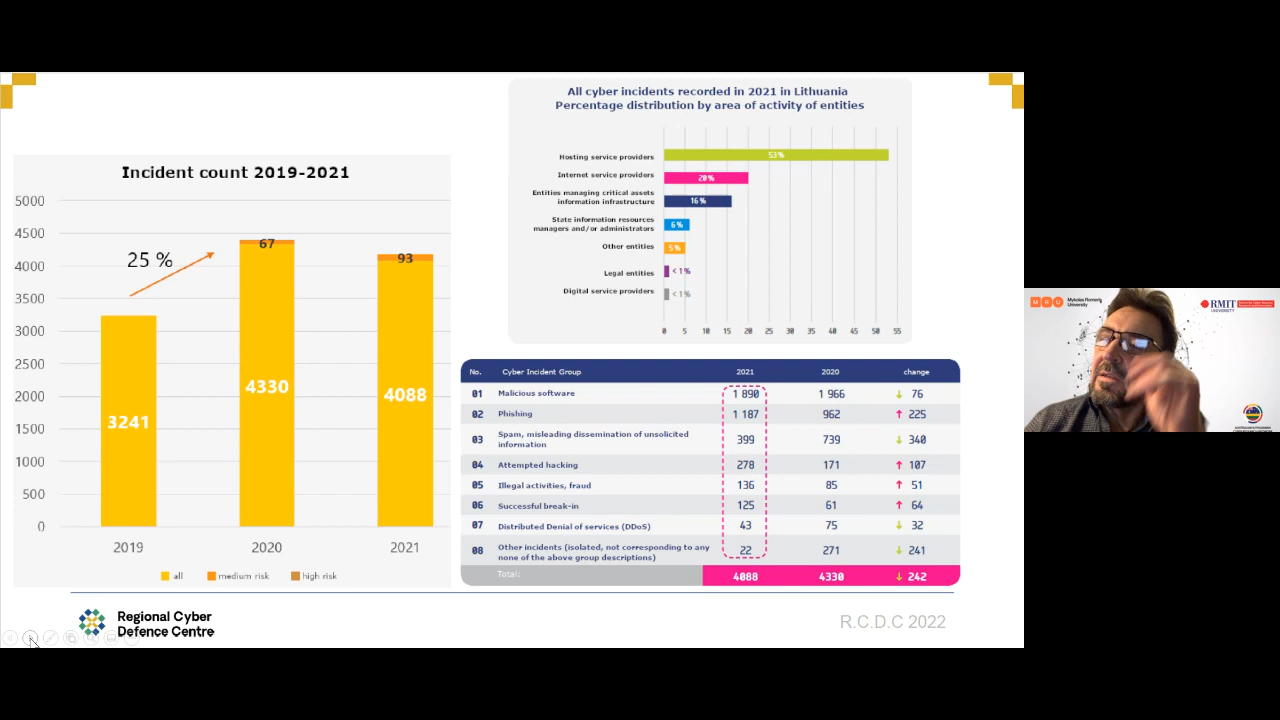 All cyber incidents recorded in 2021 in Lithuania
Percentage distribution by area of activity of entities
Hosting service providers 53%
Internet service providers 20%
Entities managing critical assets
information infrastructure 16%
State information resources
managers and/or administrators 6%
Other entities 5%
Legal entities < 1%
Digital service providers < 1%
0 5 10 15 20 25 30 35 40 45 50 55
Incident count 2019-2021
5000
4500
4000
3500
3000
2500
2000
1500
1000
500
0
25 %
67
93
3241
4330
4088
2019 2020 2021
all medium risk high risk
No. Cyber Incident Group 2021 2020 change
01 Malicious software 1 890 1 966 ↓ 76
02 Phishing 1 187 962 ↑ 225
03 Spam, misleading dissemination of unsolicited
information 399 739 ↓ 340
04 Attempted hacking 278 171 ↑ 107
05 Illegal activities, fraud 136 85 ↑ 51
06 Successful break-in 125 61 ↑ 64
07 Distributed Denial of services (DDoS) 43 75 ↓ 32
08 Other incidents (isolated, not corresponding to any
none of the above group descriptions) 22 271 ↓ 241
Total: 4088 4330 ↓ 242
Regional Cyber
Defence Centre
R.C.D.C 2022
MRU
Mykolas Romeris
University
RMIT
UNIVERSITY